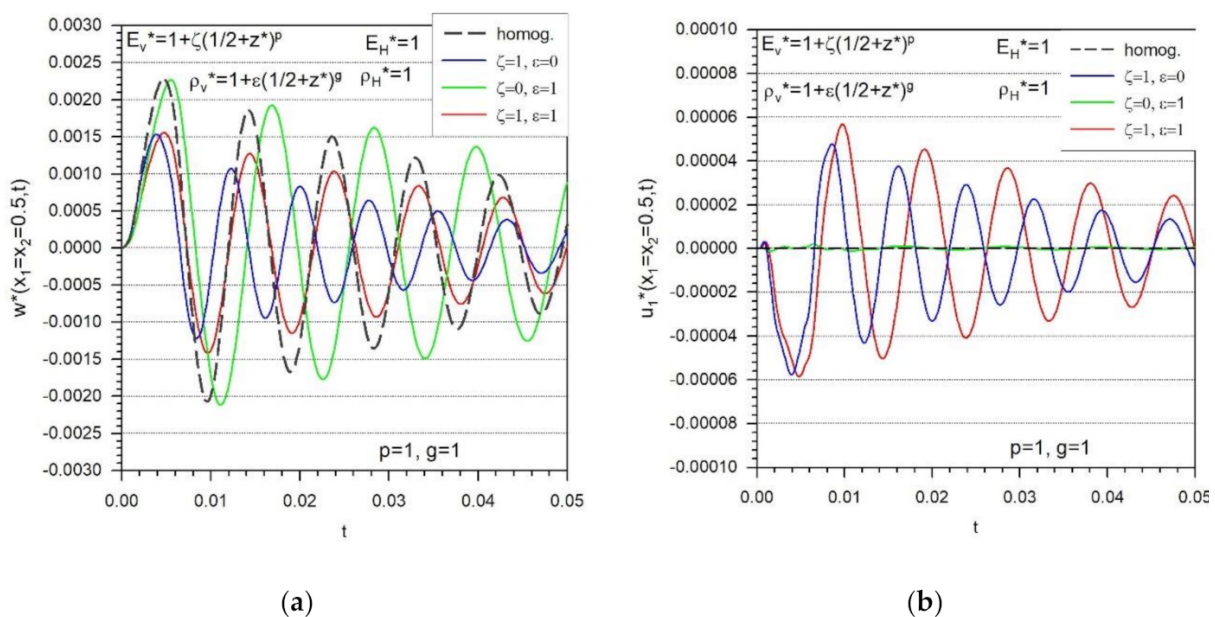 0.0030
0.0025
0.0020
0.0015
0.0010
0.0005
0.0000
-0.0005
-0.0010
-0.0015
-0.0020
-0.0025
-0.0030
w*(x₁=x₂=0.5,t)
Eᵥ*=1+ζ(1/2+z*)ᵖ
E_H*=1
ρᵥ*=1+ε(1/2+z*)ᵍ
ρ_H*=1
homog.
ζ=1, ε=0
ζ=0, ε=1
ζ=1, ε=1
p=1, g=1
0.00 0.01 0.02 0.03 0.04 0.05
t
(a)
0.00010
0.00008
0.00006
0.00004
0.00002
0.00000
-0.00002
-0.00004
-0.00006
-0.00008
-0.00010
u₁*(x₁=x₂=0.5,t)
Eᵥ*=1+ζ(1/2+z*)ᵖ
E_H*=1
ρᵥ*=1+ε(1/2+z*)ᵍ
ρ_H*=1
homog.
ζ=1, ε=0
ζ=0, ε=1
ζ=1, ε=1
p=1, g=1
0.00 0.01 0.02 0.03 0.04 0.05
t
(b)